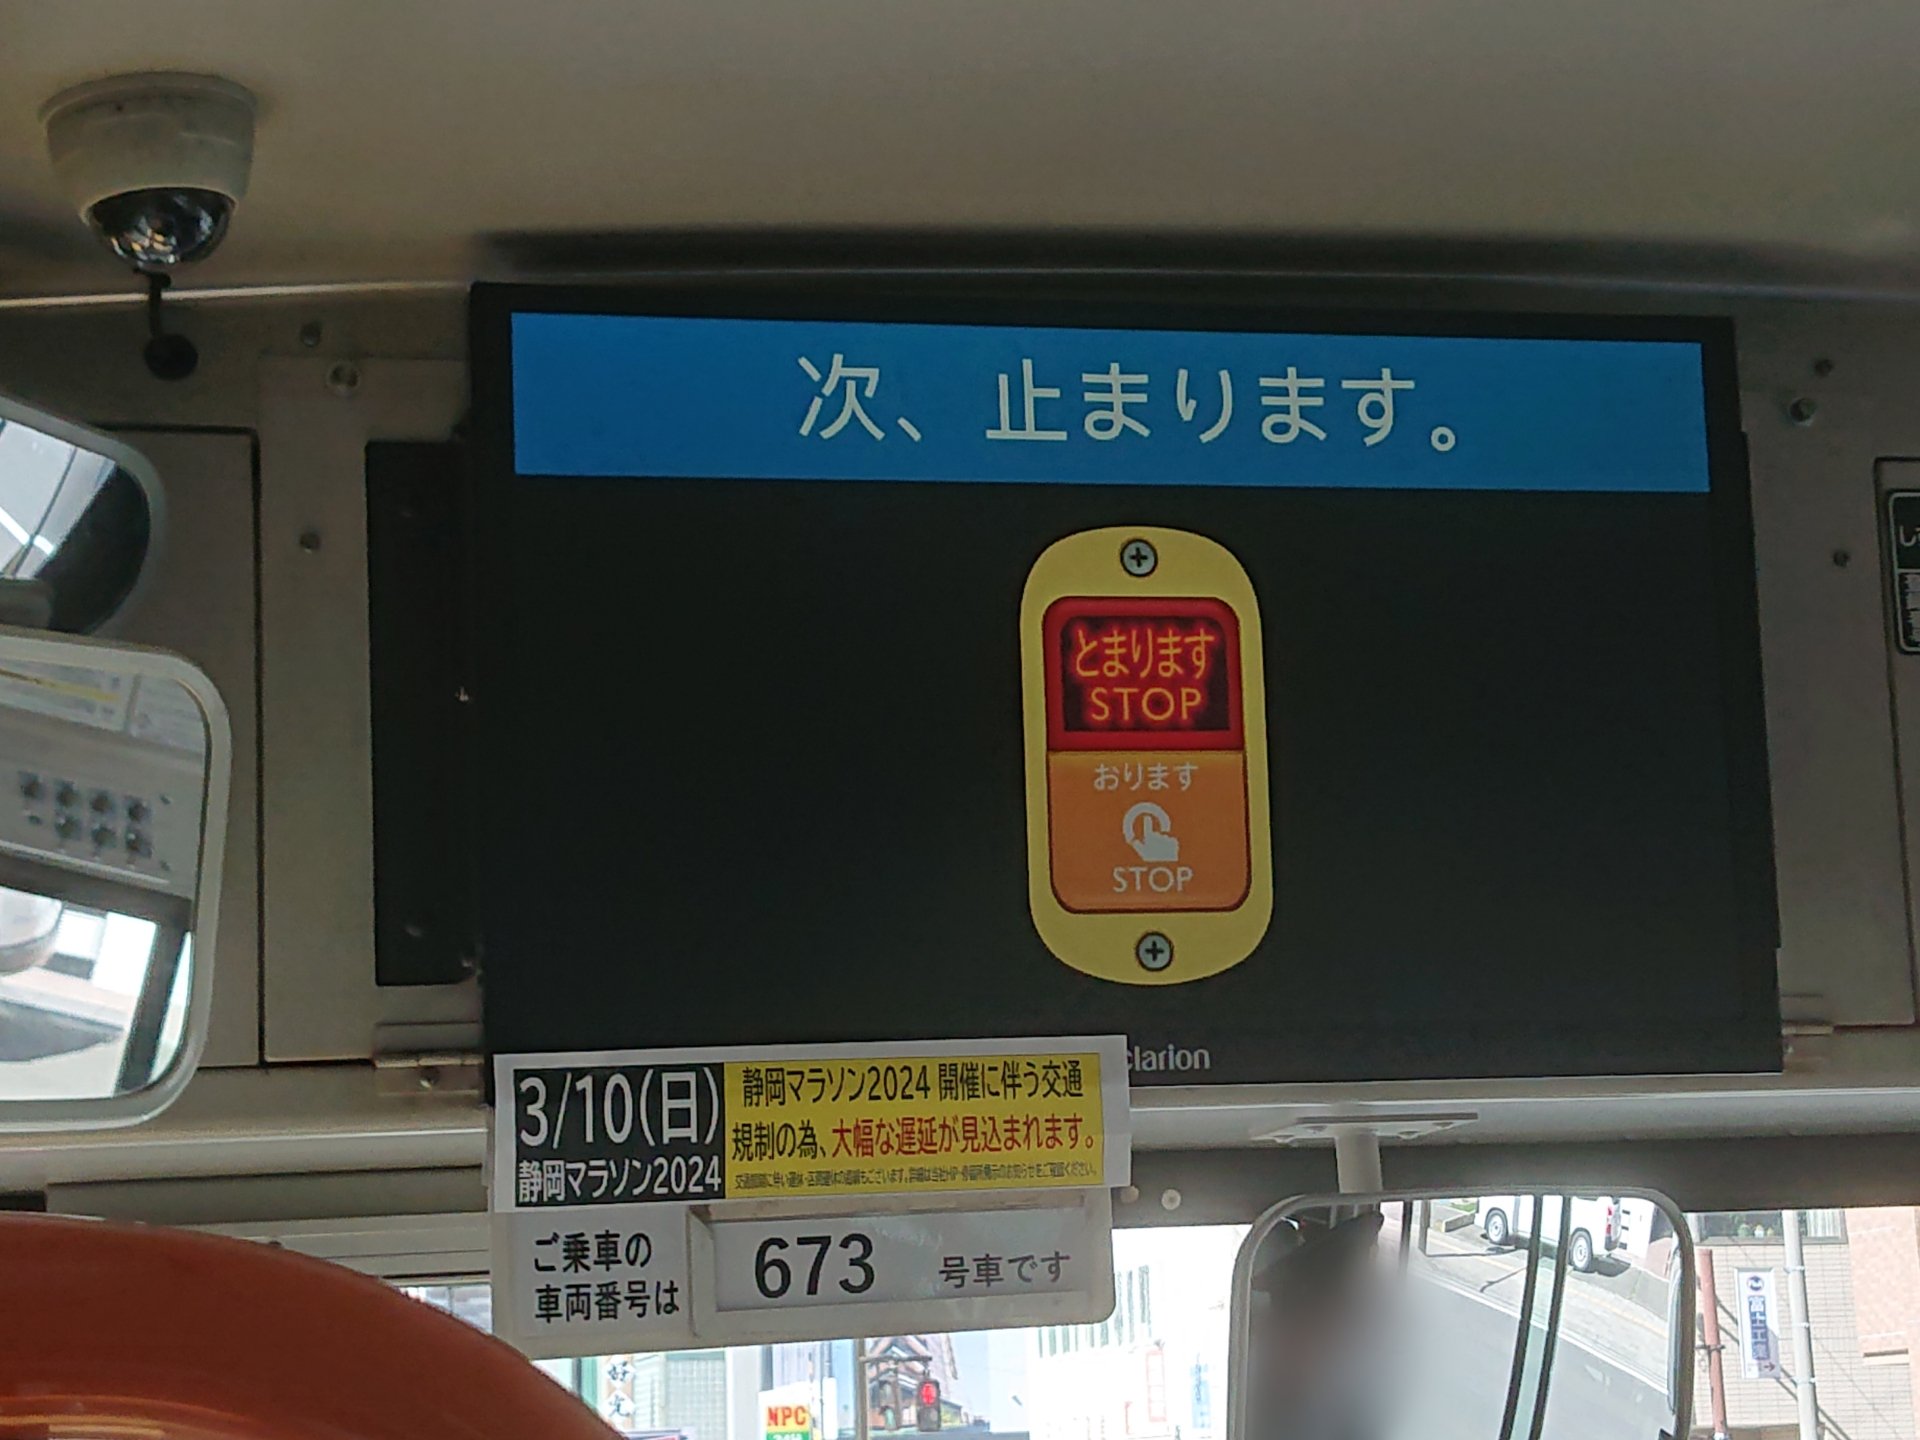 次、止まります。
とまります
STOP
おります
STOP
clarion
3/10(日)
静岡マラソン2024
静岡マラソン2024 開催に伴う交通
規制の為、大幅な遅延が見込まれます。
ご乗車の
車両番号は
673 号車です
NPC
富士工業